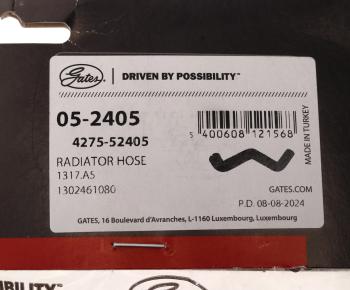 Gates | DRIVEN BY POSSIBILITY™
05-2405
4275-52405
5 400608 121568
RADIATOR HOSE
1317.A5
1302461080
MADE IN TURKEY
GATES.COM
P.D. 08-08-2024
GATES, 16 Boulevard d'Avranches, L-1160 Luxembourg, Luxembourg
SIBILITY™